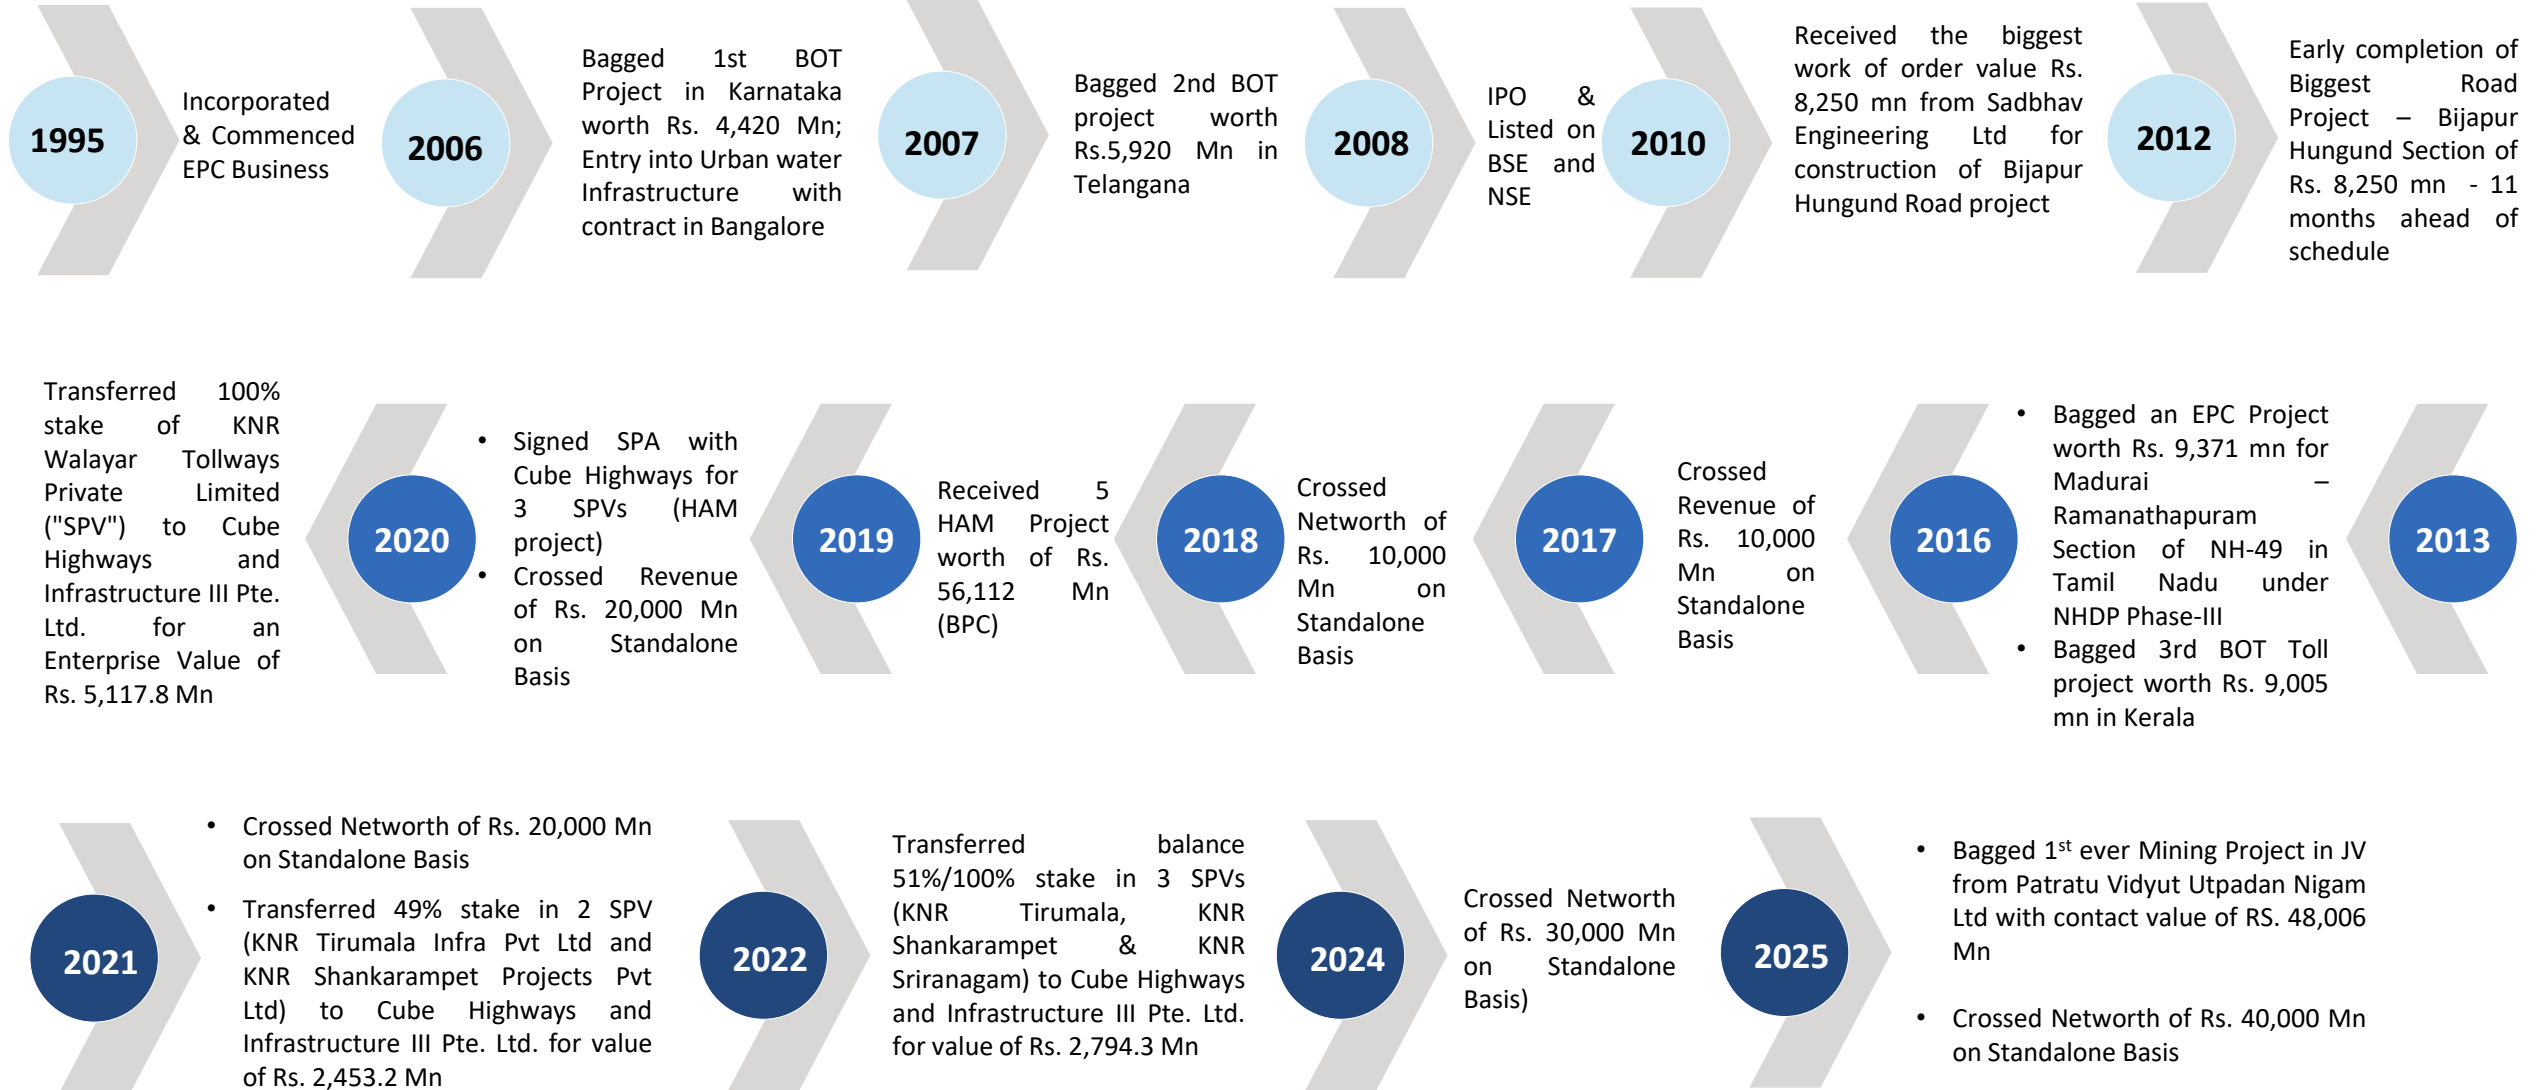 1995
Incorporated
& Commenced
EPC Business
2006
Bagged 1st BOT
Project in Karnataka
worth Rs. 4,420 Mn;
Entry into Urban water
Infrastructure with
contract in Bangalore
2007
Bagged 2nd BOT
project worth
Rs.5,920 Mn in
Telangana
2008
IPO &
Listed on
BSE and
NSE
2010
Received the biggest
work of order value Rs.
8,250 mn from Sadbhav
Engineering Ltd for
construction of Bijapur
Hungund Road project
2012
Early completion of
Biggest Road
Project – Bijapur
Hungund Section of
Rs. 8,250 mn - 11
months ahead of
schedule
2013
• Bagged an EPC Project
worth Rs. 9,371 mn for
Madurai –
Ramanathapuram
Section of NH-49 in
Tamil Nadu under
NHDP Phase-III
• Bagged 3rd BOT Toll
project worth Rs. 9,005
mn in Kerala
2016
Crossed
Revenue of
Rs. 10,000
Mn on
Standalone
Basis
2017
Crossed
Networth of
Rs. 10,000
Mn on
Standalone
Basis
2018
Received 5
HAM Project
worth of Rs.
56,112 Mn
(BPC)
2019
• Signed SPA with
Cube Highways for
3 SPVs (HAM
project)
• Crossed Revenue
of Rs. 20,000 Mn
on Standalone
Basis
2020
Transferred 100%
stake of KNR
Walayar Tollways
Private Limited
("SPV") to Cube
Highways and
Infrastructure III Pte.
Ltd. for an
Enterprise Value of
Rs. 5,117.8 Mn
2021
• Crossed Networth of Rs. 20,000 Mn
on Standalone Basis
• Transferred 49% stake in 2 SPV
(KNR Tirumala Infra Pvt Ltd and
KNR Shankarampet Projects Pvt
Ltd) to Cube Highways and
Infrastructure III Pte. Ltd. for value
of Rs. 2,453.2 Mn
2022
Transferred balance
51%/100% stake in 3 SPVs
(KNR Tirumala, KNR
Shankarampet & KNR
Sriranagam) to Cube Highways
and Infrastructure III Pte. Ltd.
for value of Rs. 2,794.3 Mn
2024
Crossed Networth
of Rs. 30,000 Mn
on Standalone
Basis)
2025
• Bagged 1st ever Mining Project in JV
from Patratu Vidyut Utpadan Nigam
Ltd with contact value of RS. 48,006
Mn
• Crossed Networth of Rs. 40,000 Mn
on Standalone Basis